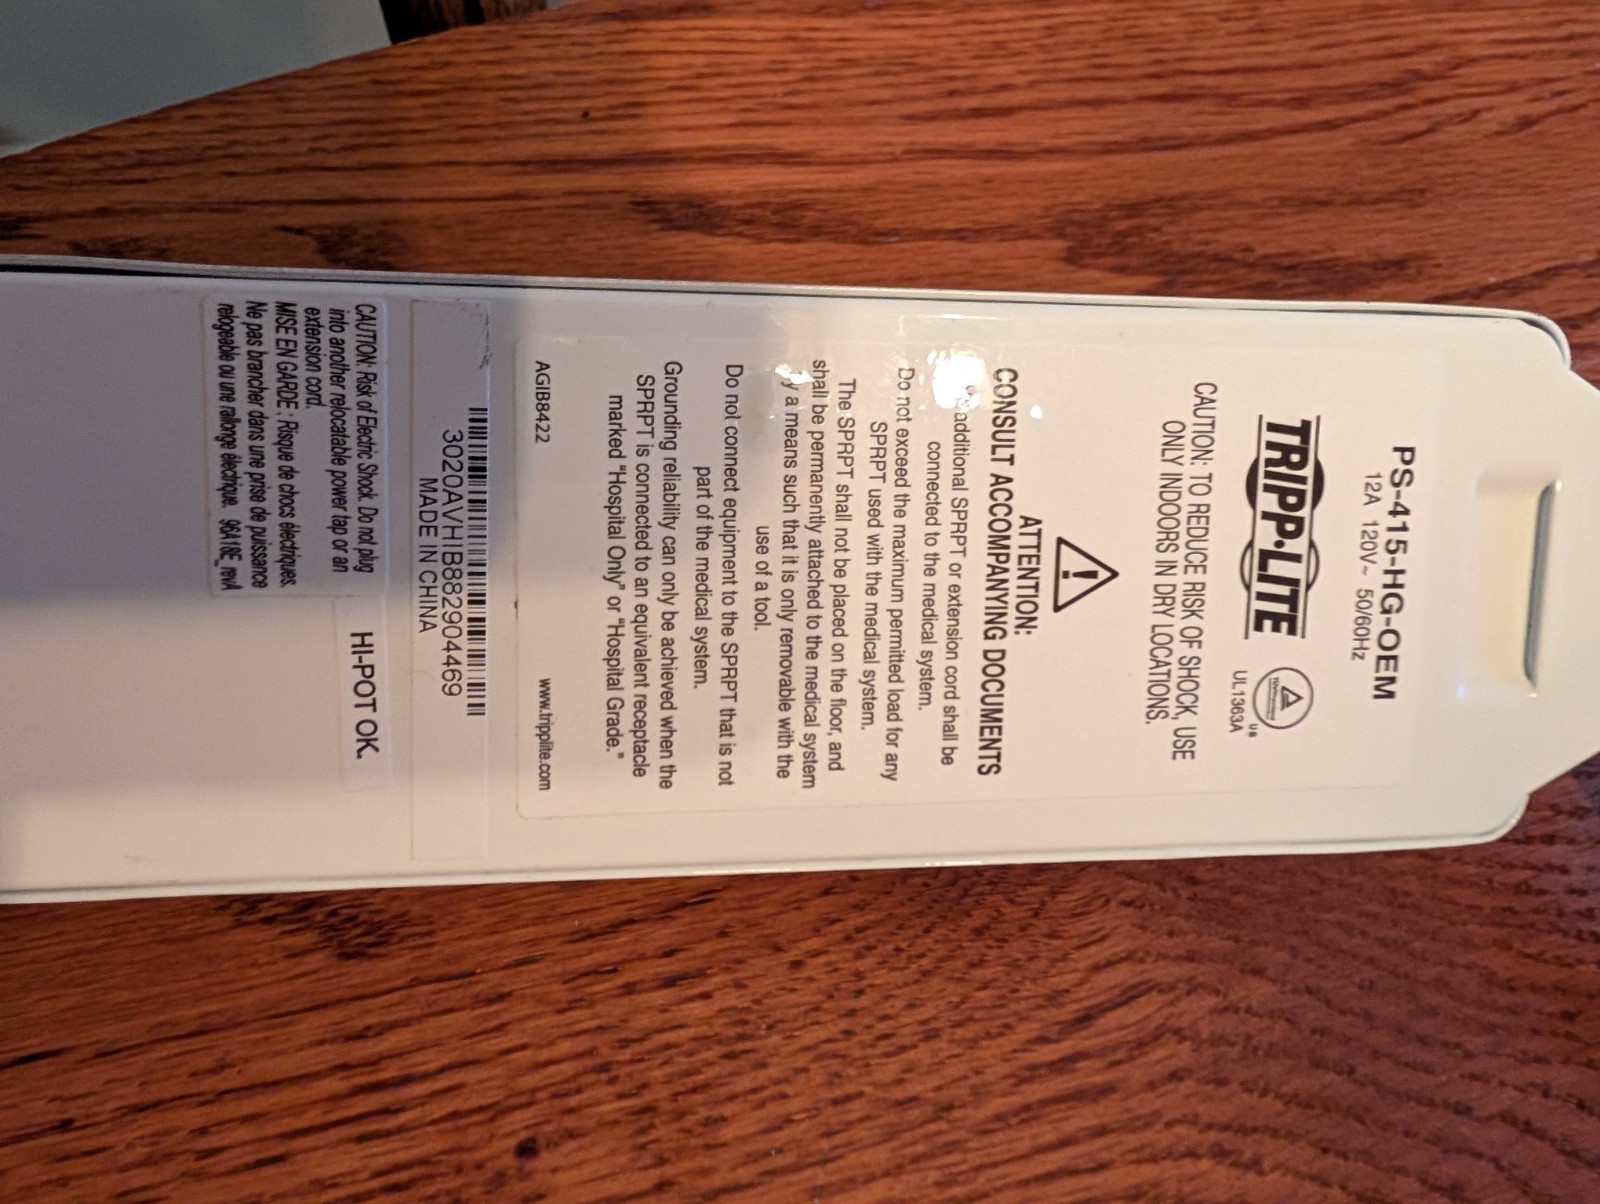 PS-415-HG-OEM
12A 120V~ 50/60Hz
TRIPP·LITE
US
UL1363A
CAUTION: TO REDUCE RISK OF SHOCK, USE
ONLY INDOORS IN DRY LOCATIONS.
ATTENTION:
CONSULT ACCOMPANYING DOCUMENTS
additional SPRPT or extension cord shall be
connected to the medical system.
Do not exceed the maximum permitted load for any
SPRPT used with the medical system.
The SPRPT shall not be placed on the floor, and
shall be permanently attached to the medical system
by a means such that it is only removable with the
use of a tool.
Do not connect equipment to the SPRPT that is not
part of the medical system.
Grounding reliability can only be achieved when the
SPRPT is connected to an equivalent receptacle
marked "Hospital Only" or "Hospital Grade."
AGIB8422 www.tripplite.com
3020AVHIB882904469
MADE IN CHINA
CAUTION: Risk of Electric Shock. Do not plug
into another relocatable power tap or an
extension cord.
MISE EN GARDE : Risque de chocs électriques.
Ne pas brancher dans une prise de puissance
relogeable ou une rallonge électrique. 96A18E_revA
HI-POT OK.